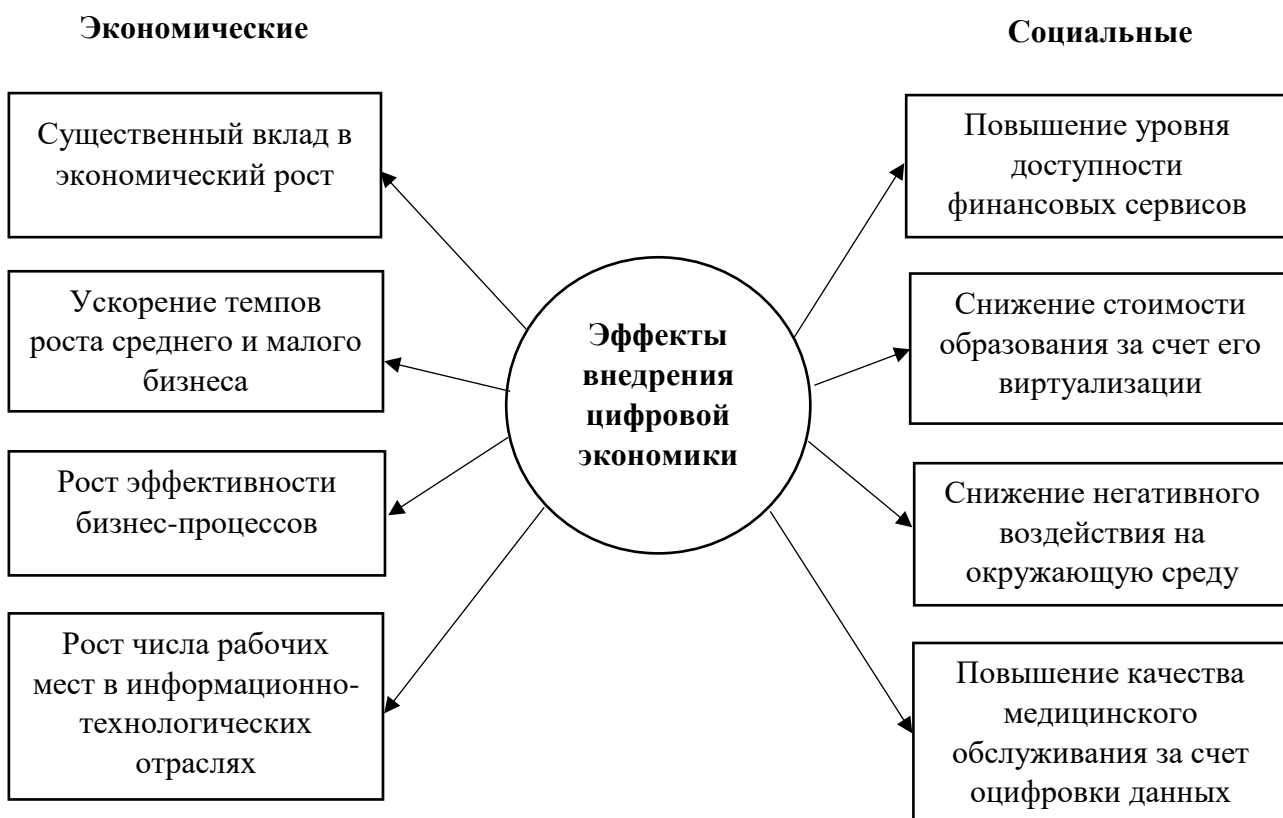 Экономические
Существенный вклад в
экономический рост
Ускорение темпов
роста среднего и малого
бизнеса
Рост эффективности
бизнес-процессов
Рост числа рабочих
мест в информационно-
технологических
отраслях
Эффекты
внедрения
цифровой
экономики
Социальные
Повышение уровня
доступности
финансовых сервисов
Снижение стоимости
образования за счет его
виртуализации
Снижение негативного
воздействия на
окружающую среду
Повышение качества
медицинского
обслуживания за счет
оцифровки данных